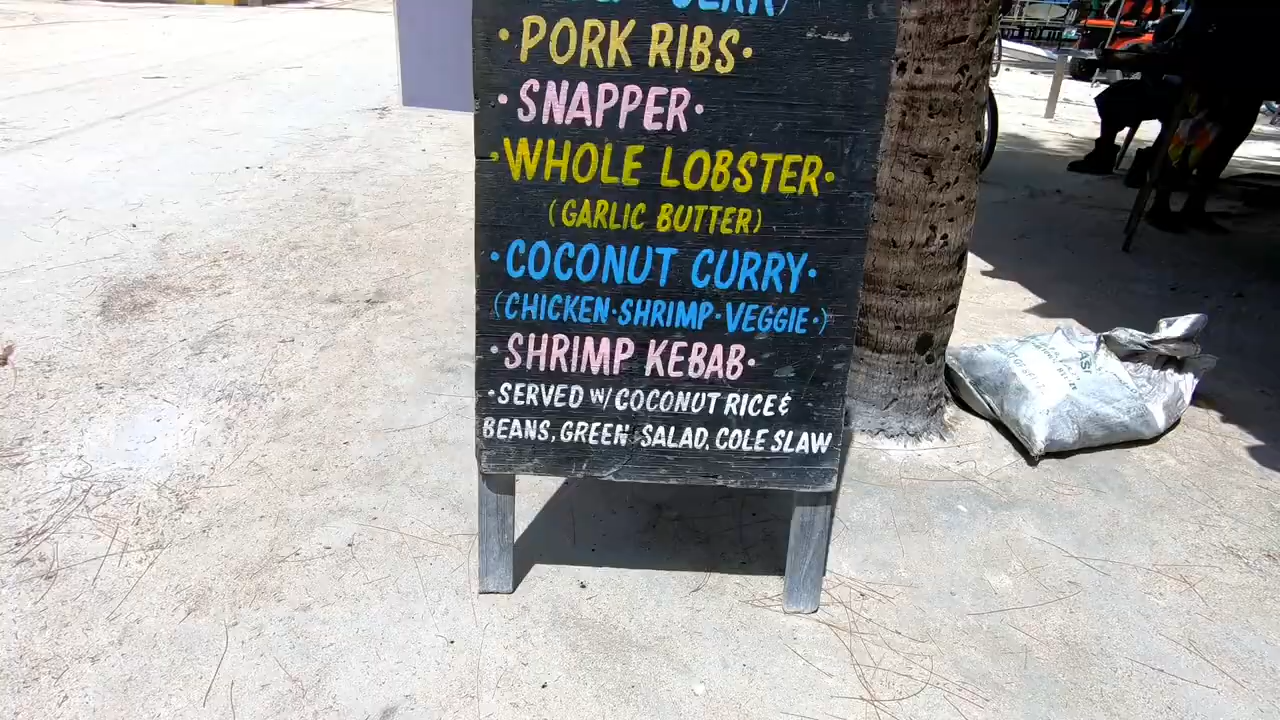 JERK)
·PORK RIBS·
·SNAPPER·
·WHOLE LOBSTER·
(GARLIC BUTTER)
·COCONUT CURRY·
(CHICKEN·SHRIMP·VEGGIE·)
·SHRIMP KEBAB·
·SERVED W/ COCONUT RICE &
BEANS, GREEN SALAD, COLE SLAW